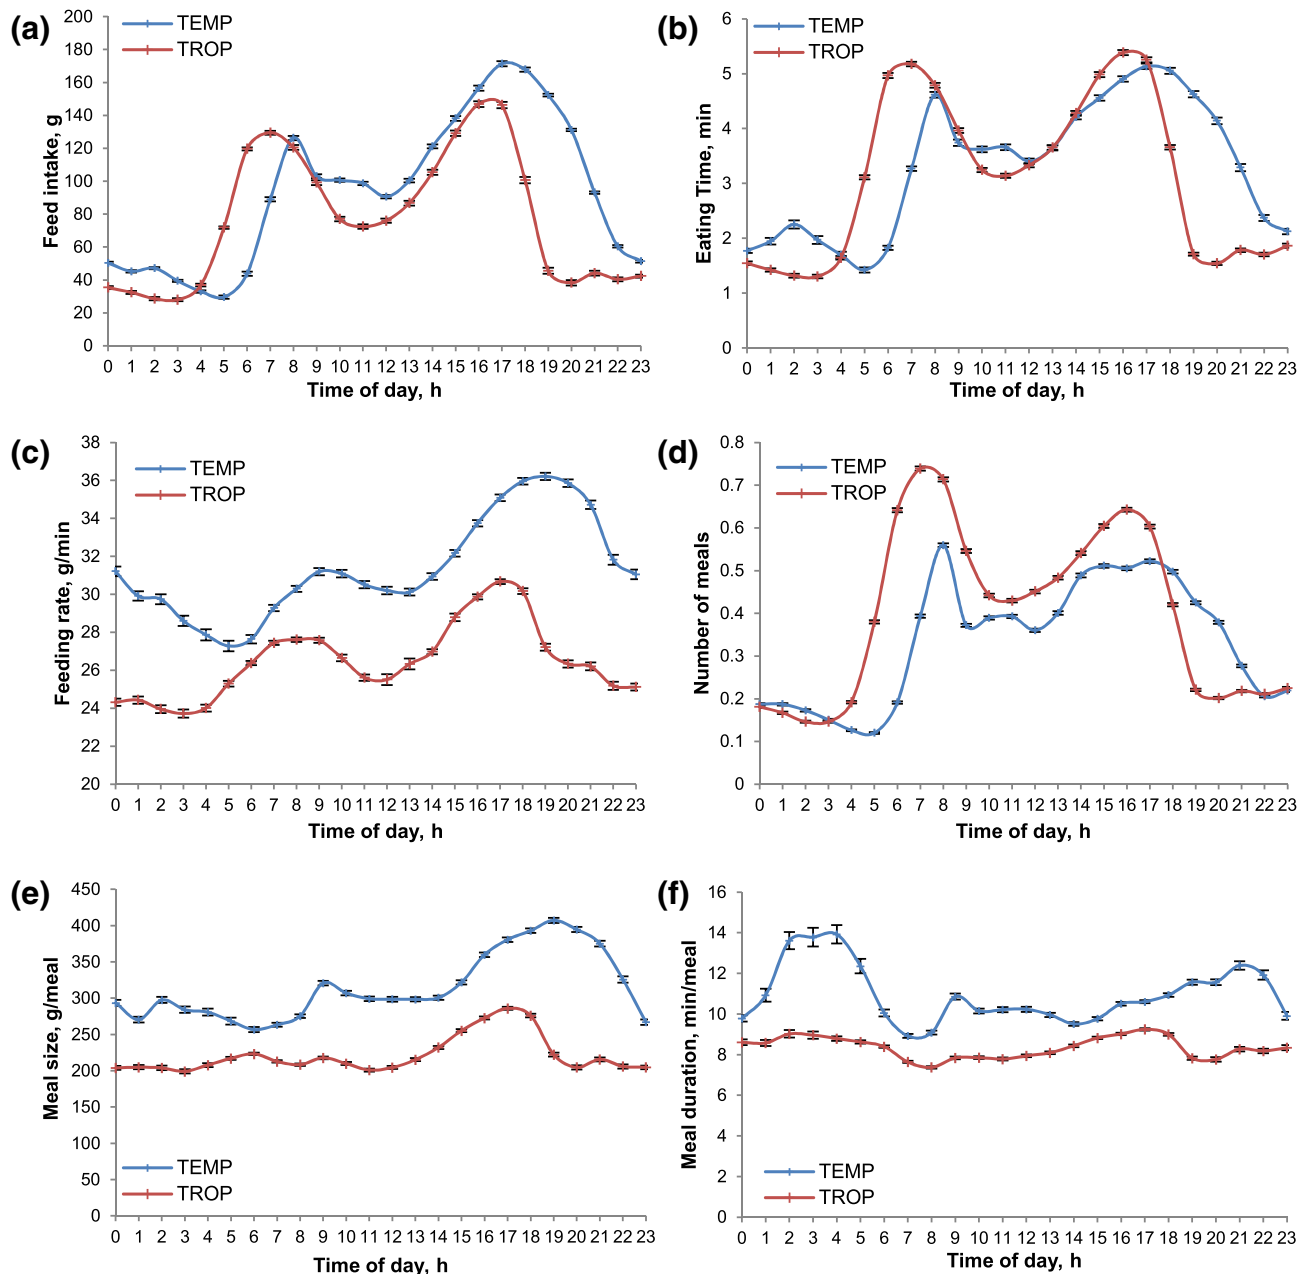 (a)
TEMP
TROP
Feed intake, g
200
180
160
140
120
100
80
60
40
20
0
0 1 2 3 4 5 6 7 8 9 10 11 12 13 14 15 16 17 18 19 20 21 22 23
Time of day, h
(b)
TEMP
TROP
Eating Time, min
6
5
4
3
2
1
0
0 1 2 3 4 5 6 7 8 9 10 11 12 13 14 15 16 17 18 19 20 21 22 23
Time of day, h
(c)
TEMP
TROP
Feeding rate, g/min
38
36
34
32
30
28
26
24
22
20
0 1 2 3 4 5 6 7 8 9 10 11 12 13 14 15 16 17 18 19 20 21 22 23
Time of day, h
(d)
TEMP
TROP
Number of meals
0.8
0.7
0.6
0.5
0.4
0.3
0.2
0.1
0
0 1 2 3 4 5 6 7 8 9 10 11 12 13 14 15 16 17 18 19 20 21 22 23
Time of day, h
(e)
Meal size, g/meal
450
400
350
300
250
200
150
100
50
0
TEMP
TROP
0 1 2 3 4 5 6 7 8 9 10 11 12 13 14 15 16 17 18 19 20 21 22 23
Time of day, h
(f)
Meal duration, min/meal
16
14
12
10
8
6
4
2
0
TEMP
TROP
0 1 2 3 4 5 6 7 8 9 10 11 12 13 14 15 16 17 18 19 20 21 22 23
Time of day, h